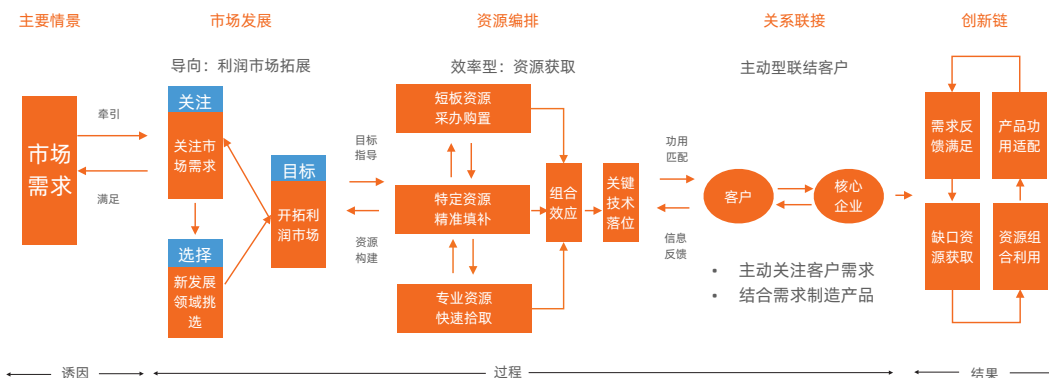 主要情景
市场发展
资源编排
关系联接
创新链
导向：利润市场拓展
效率型：资源获取
主动型联结客户
市场
需求
牵引
满足
关注
关注市
场需求
选择
新发展
领域挑
选
目标
开拓利
润市场
目标
指导
资源
构建
短板资源
采办购置
特定资源
精准填补
专业资源
快速拾取
组合
效应
关键
技术
落位
功用
匹配
信息
反馈
客户
核心
企业
• 主动关注客户需求
• 结合需求制造产品
需求反
馈满足
产品功
用适配
缺口资
源获取
资源组
合利用
诱因
过程
结果